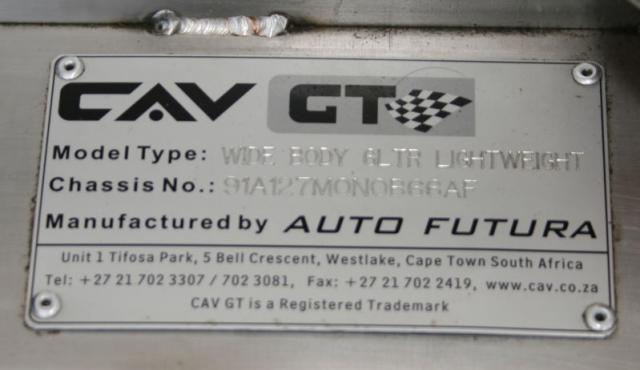 CAV GT
Model Type: WIDE BODY 6LTR LIGHTWEIGHT
Chassis No.:
Manufactured by AUTO FUTURA
Unit 1 Tifosa Park, 5 Bell Crescent, Westlake, Cape Town South Africa
Tel: +27 21 702 3307 / 702 3081, Fax: +27 21 702 2419, www.cav.co.za
CAV GT is a Registered Trademark